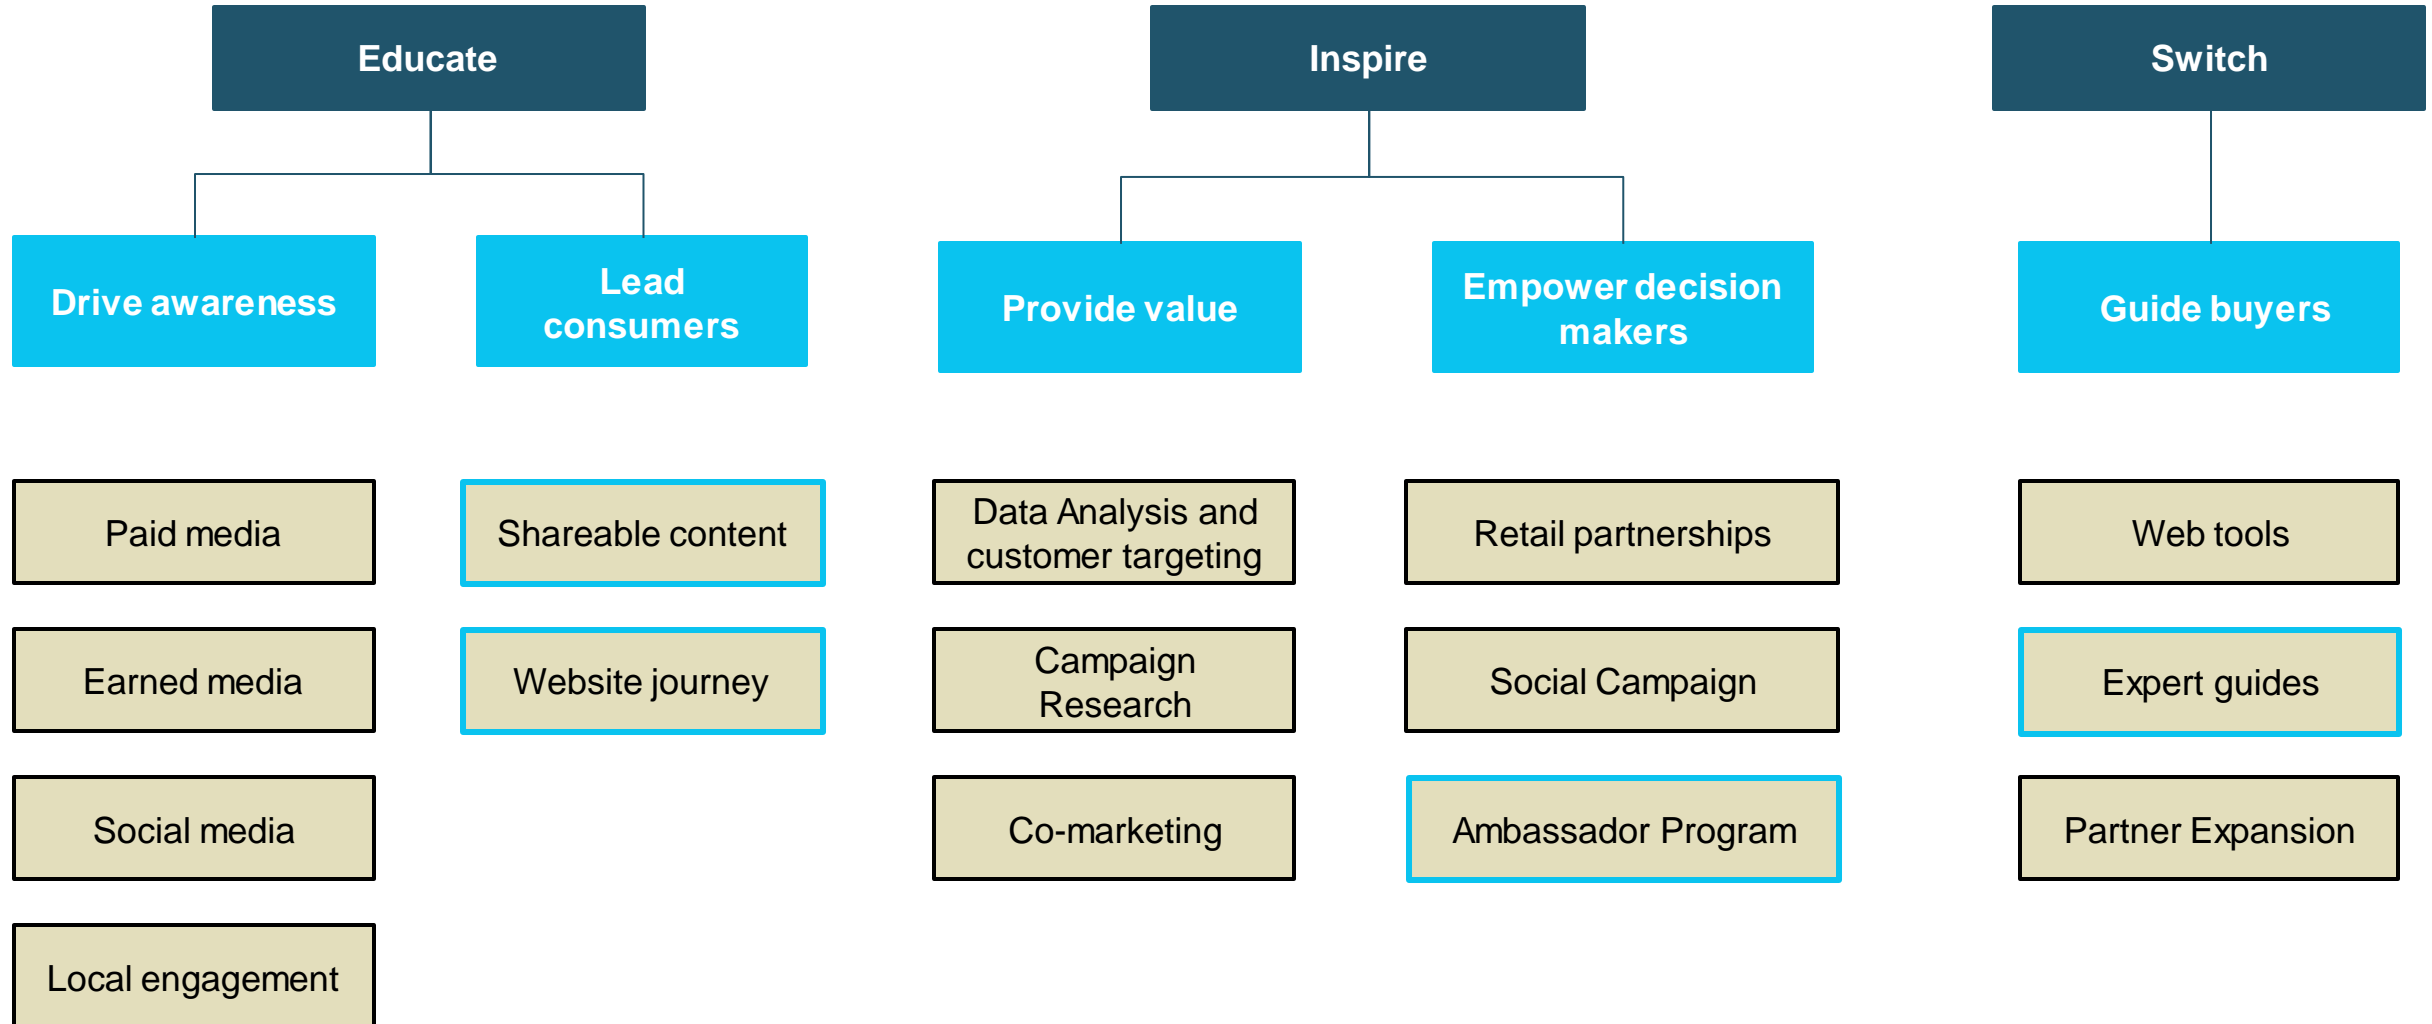 Educate
Inspire
Switch
Drive awareness
Lead
consumers
Provide value
Empower decision
makers
Guide buyers
Paid media
Shareable content
Data Analysis and
customer targeting
Retail partnerships
Web tools
Earned media
Website journey
Campaign
Research
Social Campaign
Expert guides
Social media
Co-marketing
Ambassador Program
Partner Expansion
Local engagement